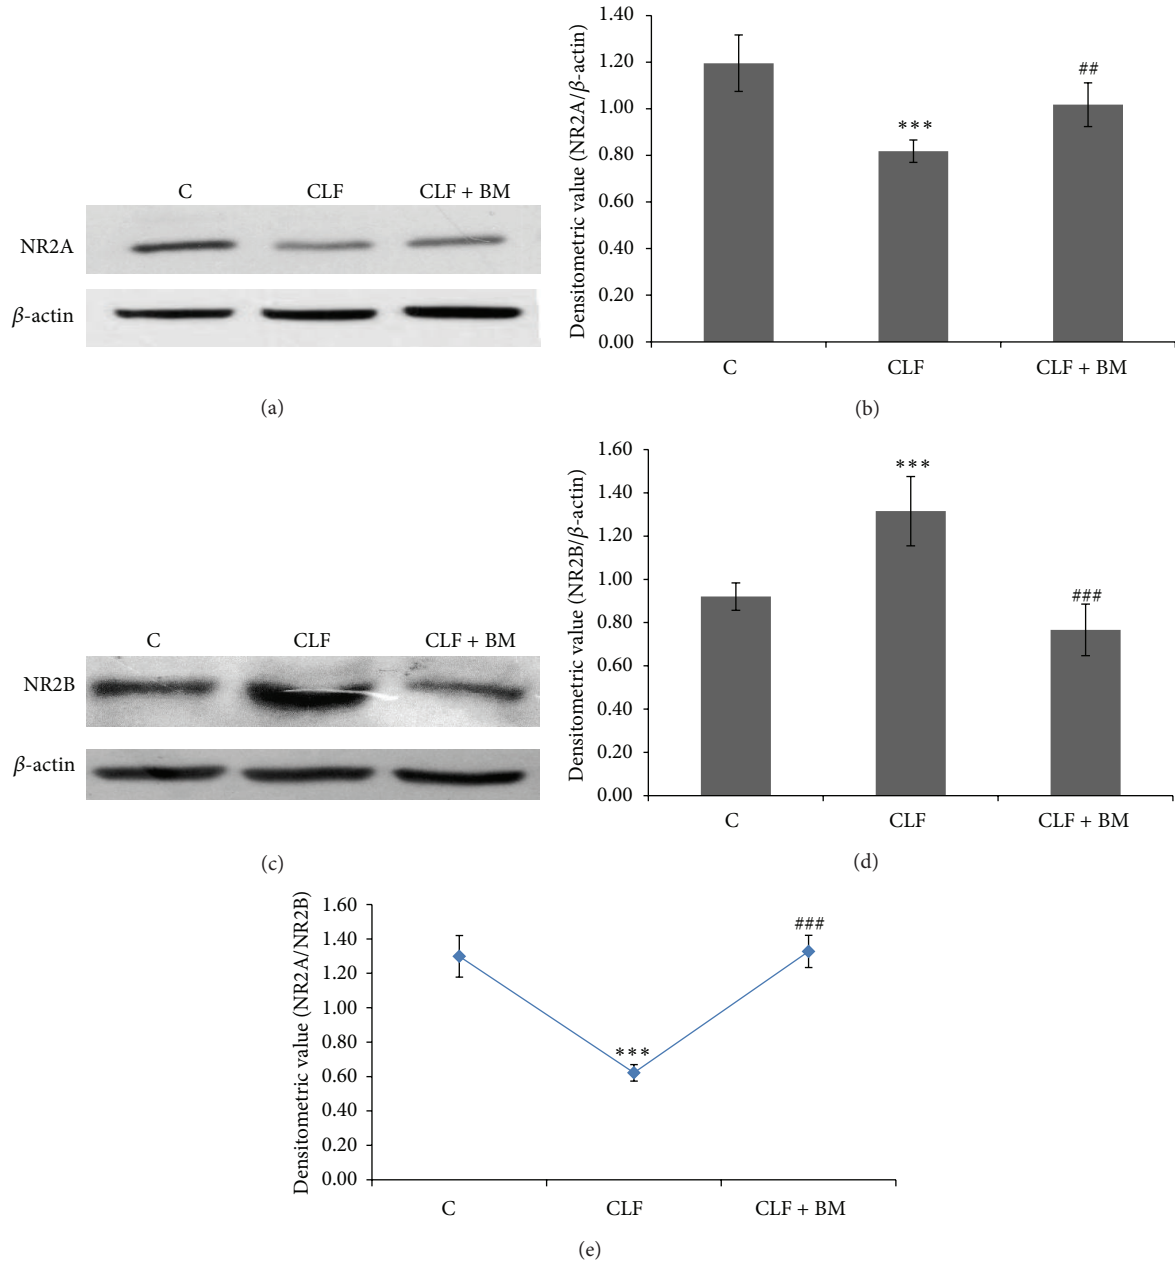 C CLF CLF + BM
NR2A
β-actin
(a)
Densitometric value (NR2A/β-actin)
1.40
1.20
1.00
0.80
0.60
0.40
0.20
0.00
***
##
C CLF CLF + BM
(b)
C CLF CLF + BM
NR2B
β-actin
(c)
Densitometric value (NR2B/β-actin)
1.60
1.40
1.20
1.00
0.80
0.60
0.40
0.20
0.00
***
###
C CLF CLF + BM
(d)
Densitometric value (NR2A/NR2B)
1.60
1.40
1.20
1.00
0.80
0.60
0.40
0.20
0.00
***
###
C CLF CLF + BM
(e)